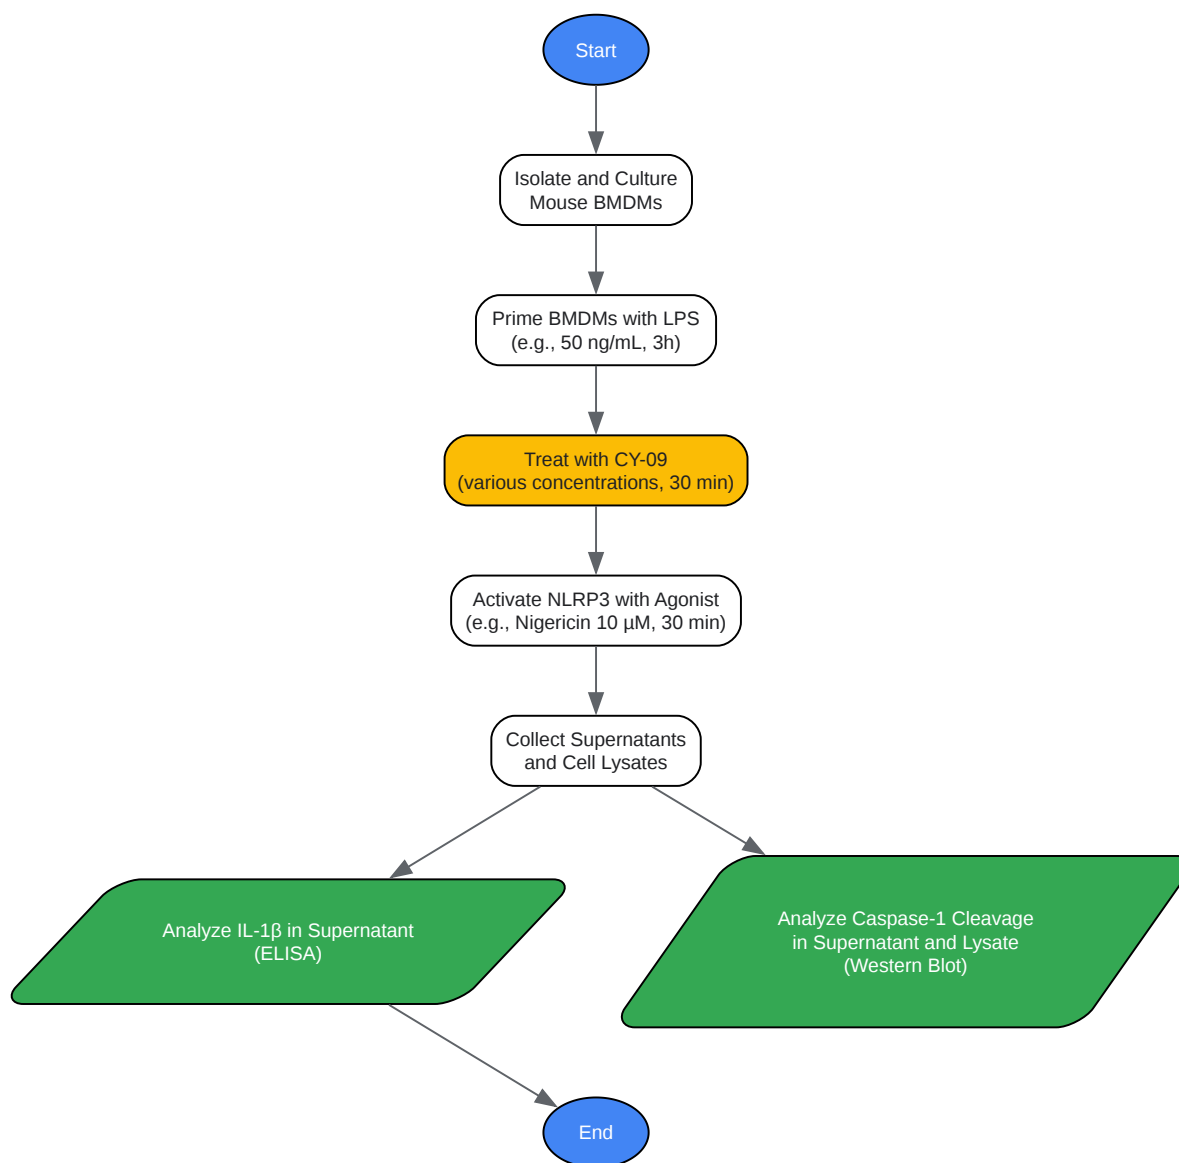 Start
Isolate and Culture
Mouse BMDMs
Prime BMDMs with LPS
(e.g., 50 ng/mL, 3h)
Treat with CY-09
(various concentrations, 30 min)
Activate NLRP3 with Agonist
(e.g., Nigericin 10 µM, 30 min)
Collect Supernatants
and Cell Lysates
Analyze IL-1β in Supernatant
(ELISA)
Analyze Caspase-1 Cleavage
in Supernatant and Lysate
(Western Blot)
End